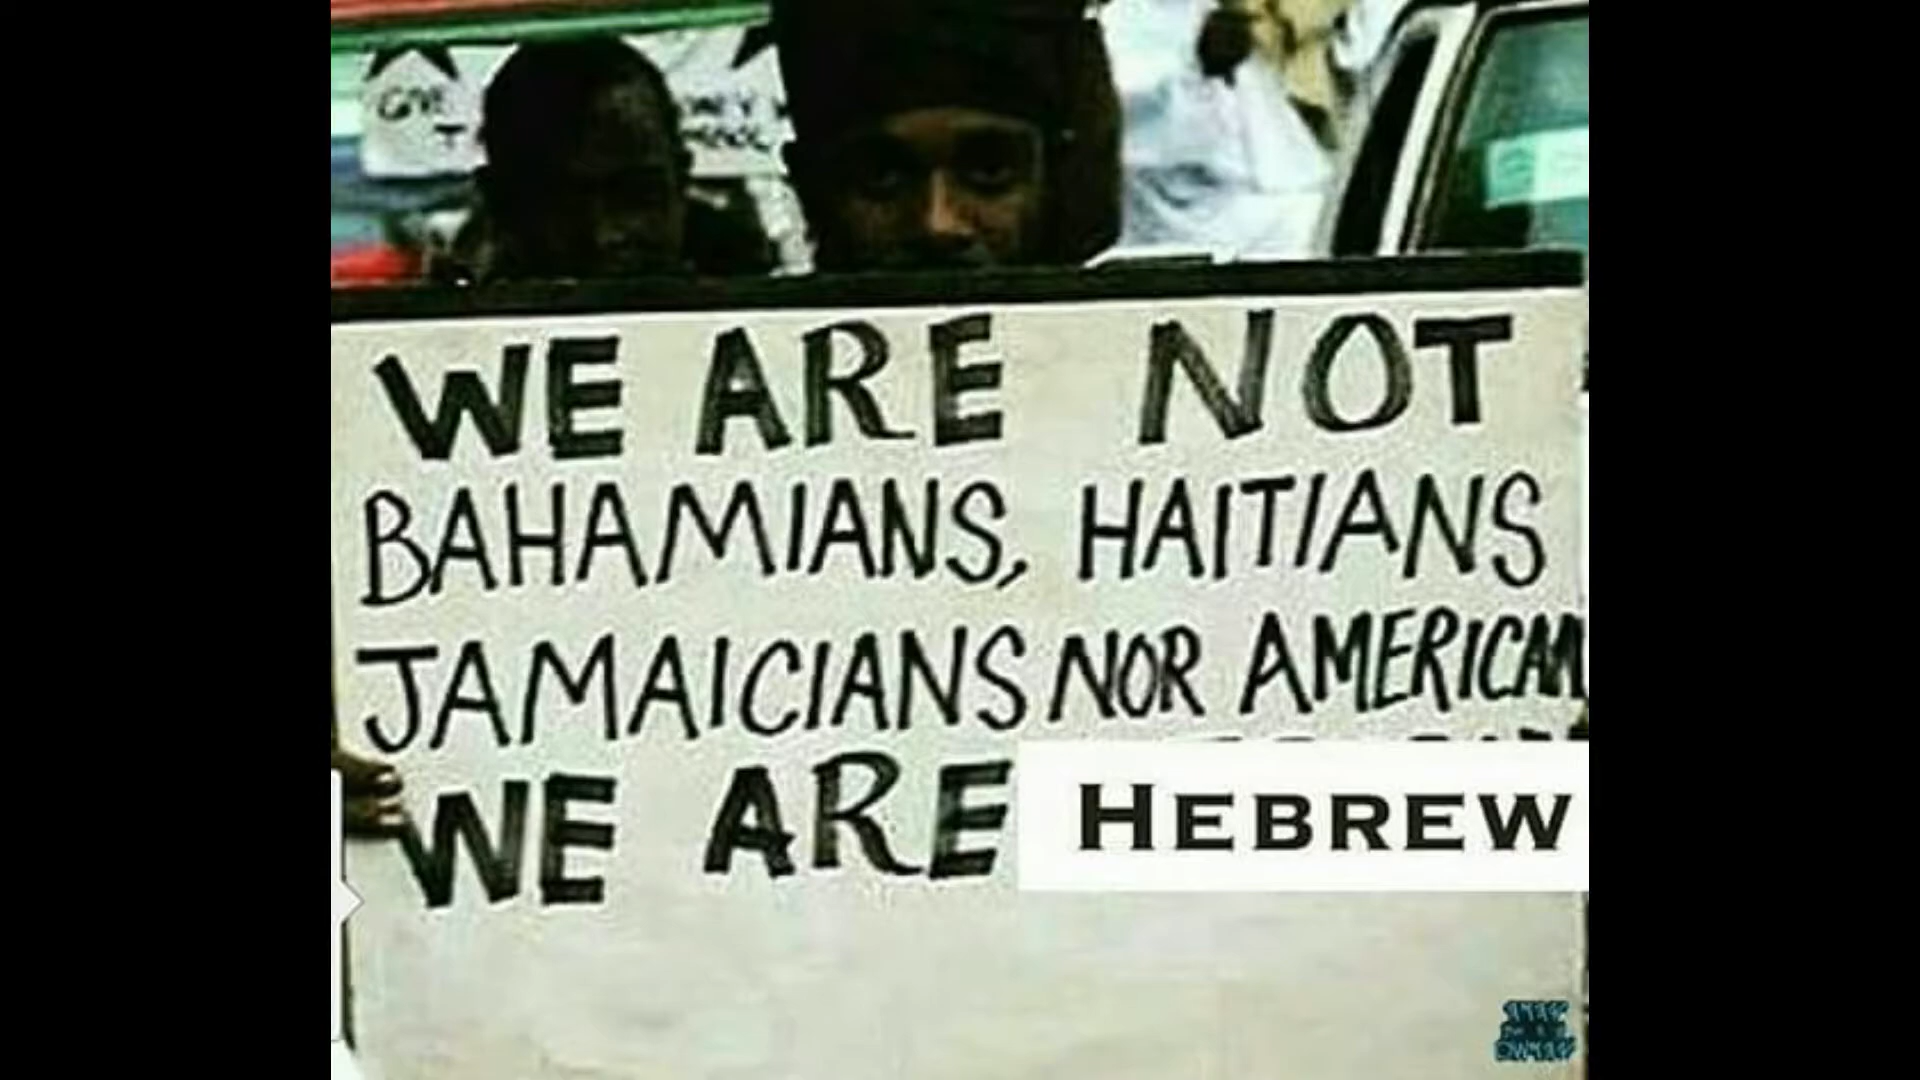 WE ARE NOT
BAHAMIANS, HAITIANS
JAMAICIANS NOR AMERICAN
WE ARE HEBREW